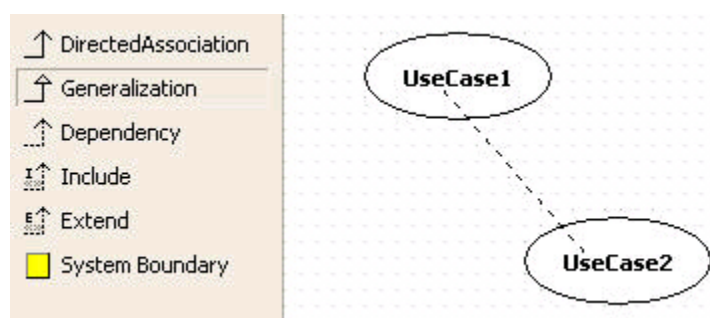 DirectedAssociation
Generalization
Dependency
Include
Extend
System Boundary
UseCase1
UseCase2